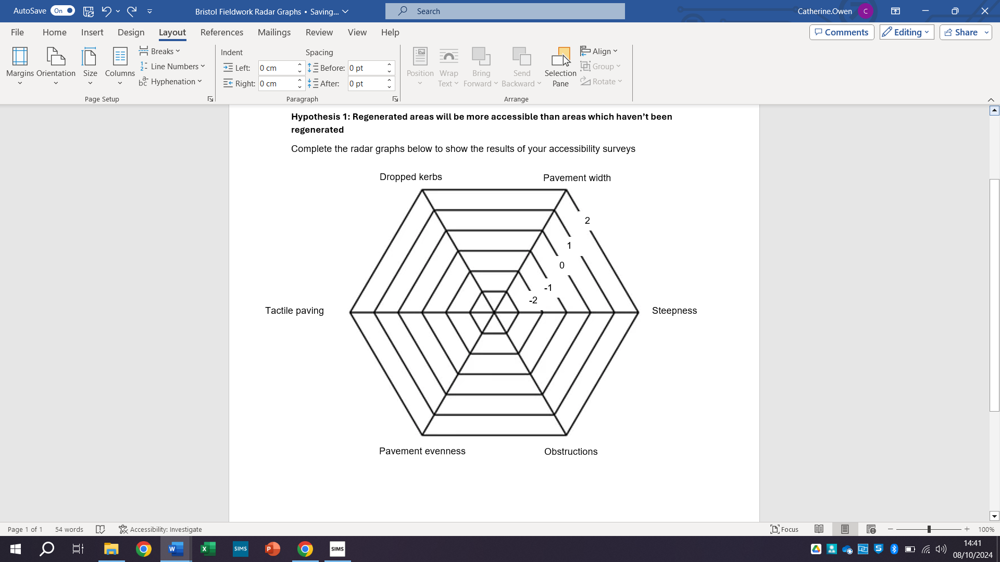 AutoSave On Bristol Fieldwork Radar Graphs • Saving... Search Catherine.Owen C
File Home Insert Design Layout References Mailings Review View Help Comments Editing Share
Margins Orientation Size Columns Breaks Line Numbers Hyphenation
Page Setup
Indent Spacing
Left: 0 cm Before: 0 pt
Right: 0 cm After: 0 pt
Paragraph
Position Wrap Text Bring Forward Send Backward Selection Pane Align Group Rotate
Arrange
Hypothesis 1: Regenerated areas will be more accessible than areas which haven’t been
regenerated
Complete the radar graphs below to show the results of your accessibility surveys
Dropped kerbs Pavement width
2
1
0
-1
-2
Tactile paving Steepness
Pavement evenness Obstructions
Page 1 of 1 54 words Accessibility: Investigate Focus 100%
W X SIMS P SIMS S 14:41
08/10/2024